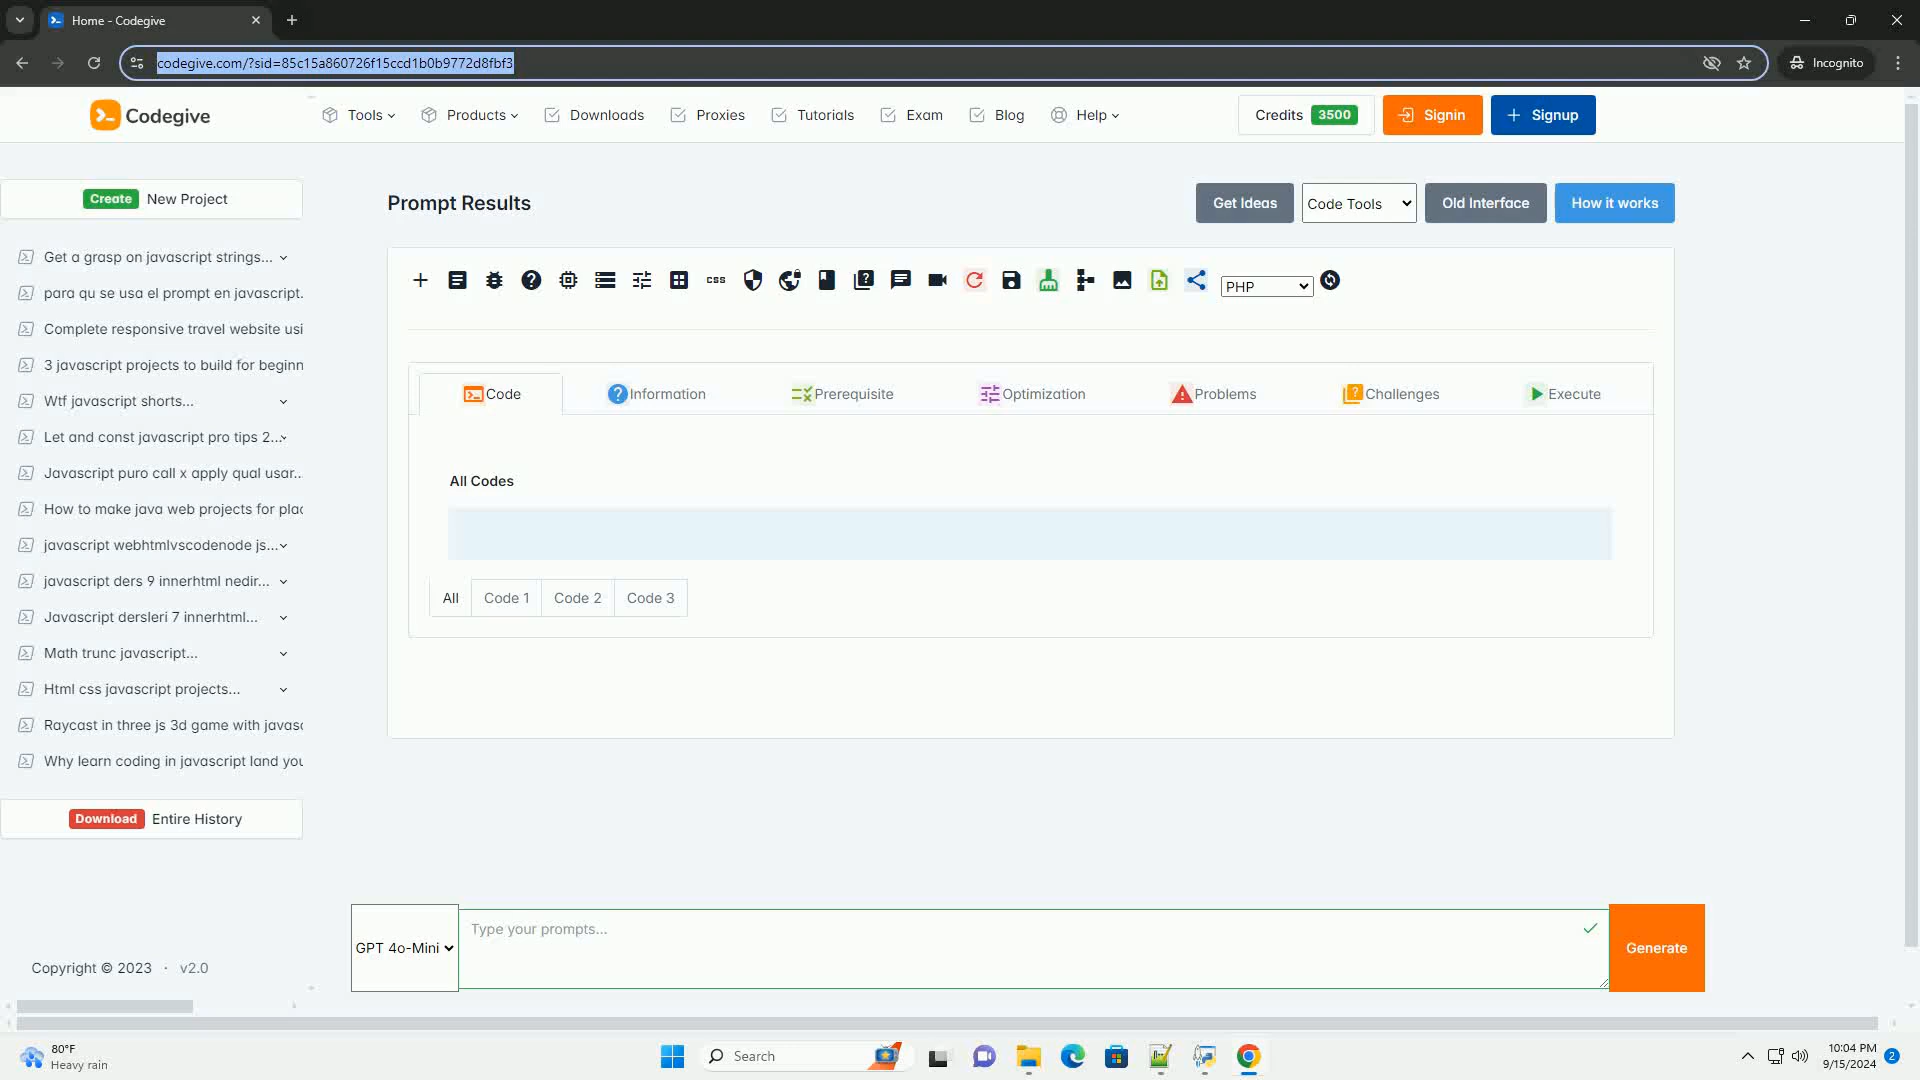 Home - Codegive
codegive.com/?sid=85c15a860726f15ccd1b0b9772d8fbf3
Incognito
Codegive
Tools
Products
Downloads
Proxies
Tutorials
Exam
Blog
Help
Credits 3500
Signin
Signup
Create New Project
Get a grasp on javascript strings...
para qu se usa el prompt en javascript.
Complete responsive travel website usi
3 javascript projects to build for beginn
Wtf javascript shorts...
Let and const javascript pro tips 2...
Javascript puro call x apply qual usar...
How to make java web projects for plac
javascript webhtmlvscodenode js...
javascript ders 9 innerhtml nedir...
Javascript dersleri 7 innerhtml...
Math trunc javascript...
Html css javascript projects...
Raycast in three js 3d game with javasc
Why learn coding in javascript land you
Download Entire History
Copyright © 2023 · v2.0
Prompt Results
Get Ideas
Code Tools
Old Interface
How it works
css
PHP
Code
Information
Prerequisite
Optimization
Problems
Challenges
Execute
All Codes
All
Code 1
Code 2
Code 3
GPT 4o-Mini
Type your prompts...
Generate
80°F
Heavy rain
Search
10:04 PM
9/15/2024
2